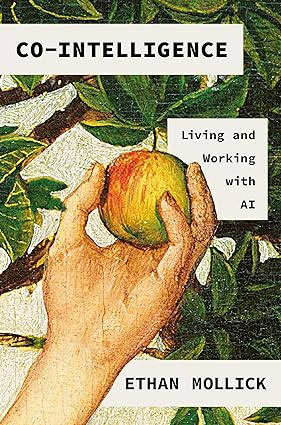 CO-INTELLIGENCE
Living and
Working
with
AI
ETHAN MOLLICK